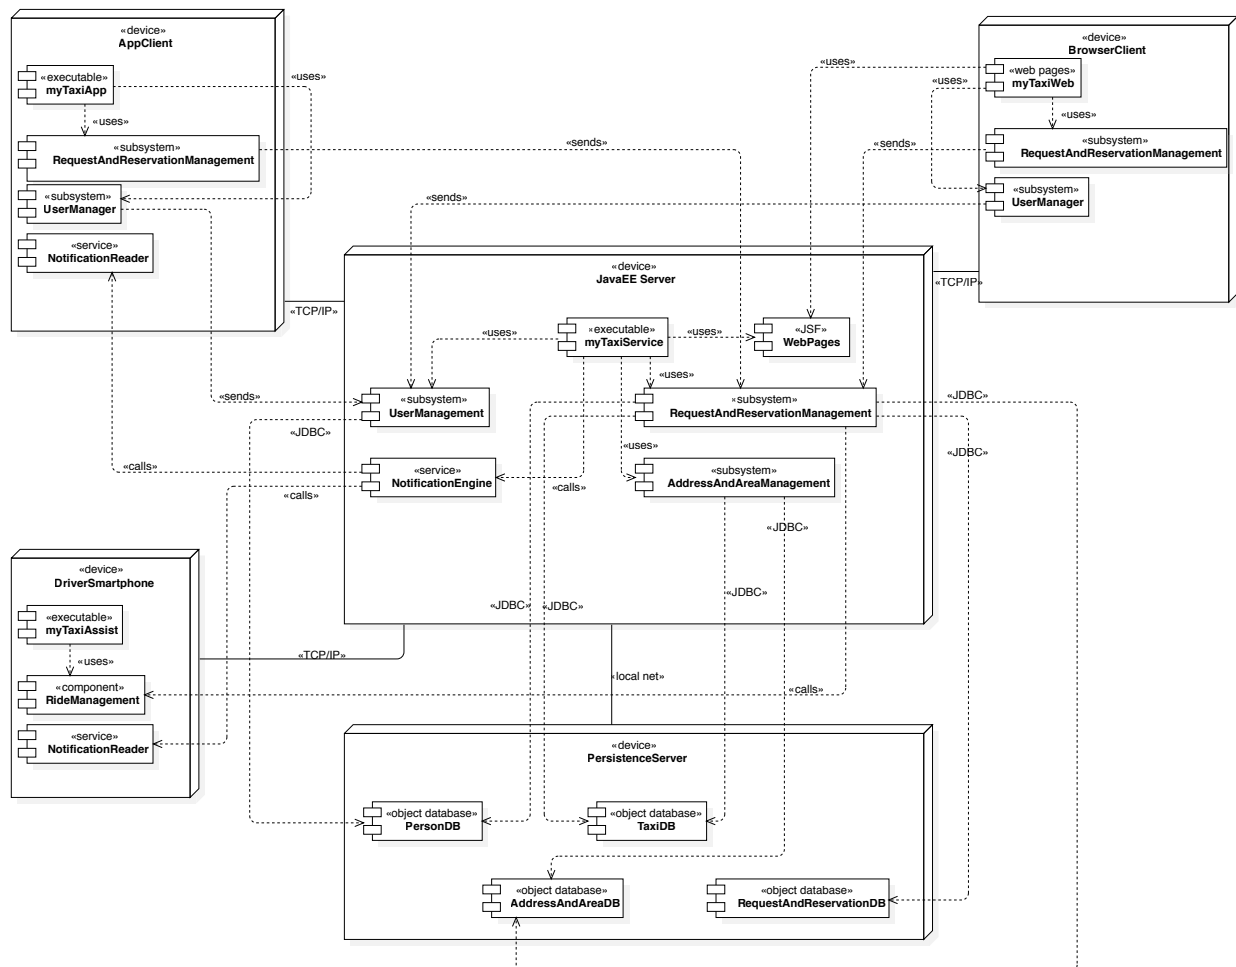 «device»
AppClient
«executable»
myTaxiApp
«uses»
«uses»
«subsystem»
RequestAndReservationManagement
«subsystem»
UserManager
«service»
NotificationReader
«device»
BrowserClient
«web pages»
myTaxiWeb
«uses»
«uses»
«uses»
«subsystem»
RequestAndReservationManagement
«subsystem»
UserManager
«sends»
«sends»
«sends»
«TCP/IP»
«TCP/IP»
«device»
JavaEE Server
«executable»
myTaxiService
«uses»
«uses»
«JSF»
WebPages
«uses»
«sends»
«subsystem»
UserManagement
«subsystem»
RequestAndReservationManagement
«JDBC»
«JDBC»
«JDBC»
«uses»
«calls»
«service»
NotificationEngine
«calls»
«calls»
«subsystem»
AddressAndAreaManagement
«JDBC»
«JDBC»
«JDBC»
«JDBC»
«device»
DriverSmartphone
«executable»
myTaxiAssist
«uses»
«component»
RideManagement
«service»
NotificationReader
«TCP/IP»
«local net»
«calls»
«device»
PersistenceServer
«object database»
PersonDB
«object database»
TaxiDB
«object database»
AddressAndAreaDB
«object database»
RequestAndReservationDB